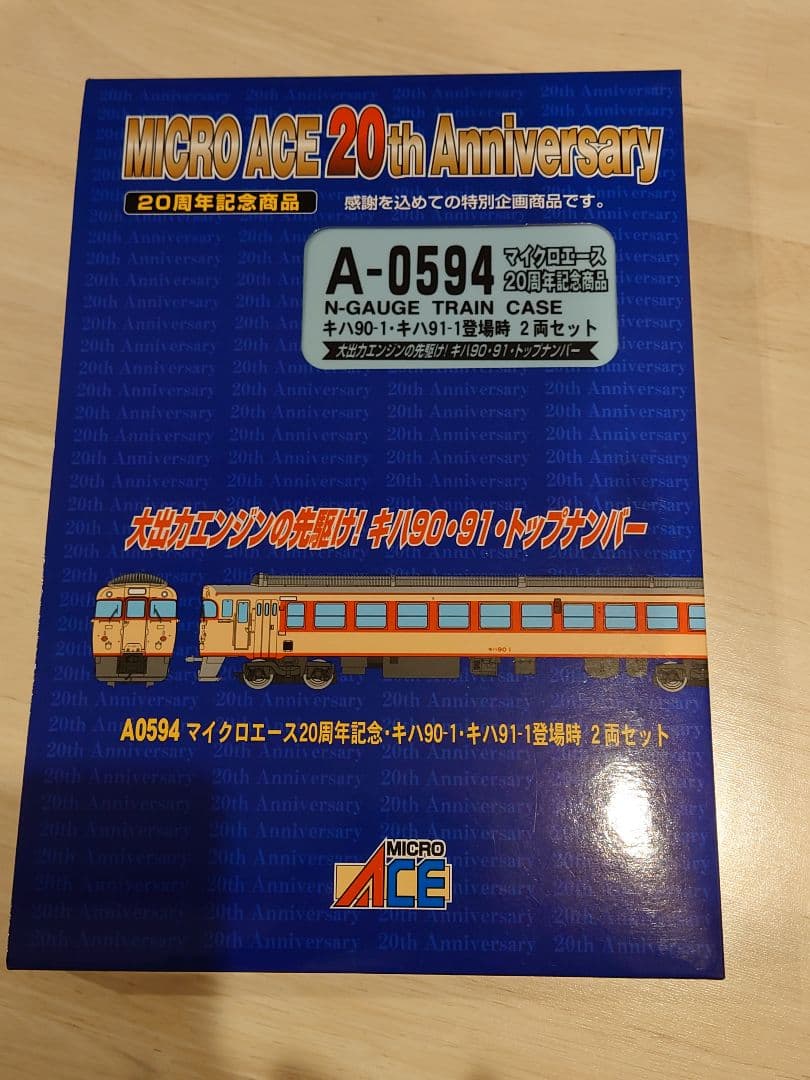 MICRO ACE 20th Anniversary
20周年記念商品
感謝を込めての特別企画商品です。
A-0594 マイクロエース
20周年記念商品
N-GAUGE TRAIN CASE
キハ90-1・キハ91-1登場時 2両セット
大出力エンジンの先駆け!キハ90・91・トップナンバー
大出力エンジンの先駆け!キハ90・91・トップナンバー
キハ90 1
A0594 マイクロエース20周年記念・キハ90-1・キハ91-1登場時 2両セット
MICRO
ACE